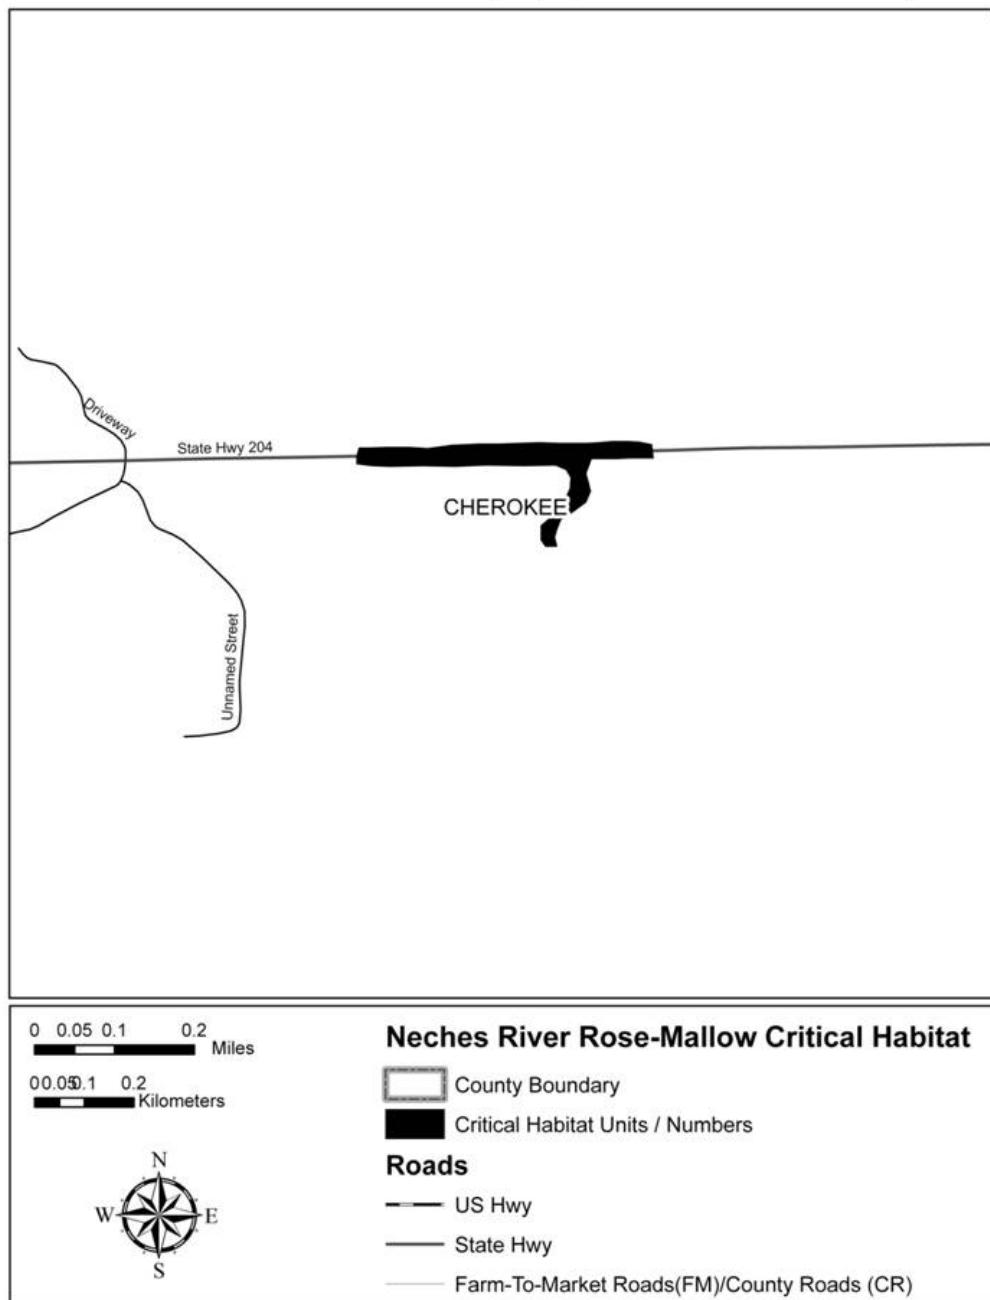 Driveway
State Hwy 204
CHEROKEE
Unnamed Street
0 0.05 0.1 0.2
Miles
0 0.05 0.1 0.2
Kilometers
N
W E
S
Neches River Rose-Mallow Critical Habitat
County Boundary
Critical Habitat Units / Numbers
Roads
US Hwy
State Hwy
Farm-To-Market Roads(FM)/County Roads (CR)